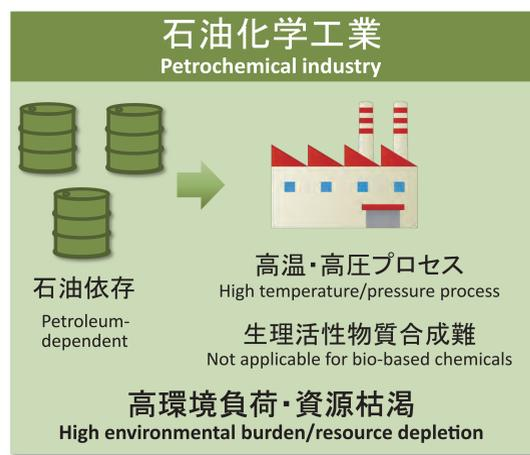 石油化学工業
Petrochemical industry
石油依存
Petroleum-
dependent
高温・高圧プロセス
High temperature/pressure process
生理活性物質合成難
Not applicable for bio-based chemicals
高環境負荷・資源枯渇
High environmental burden/resource depletion